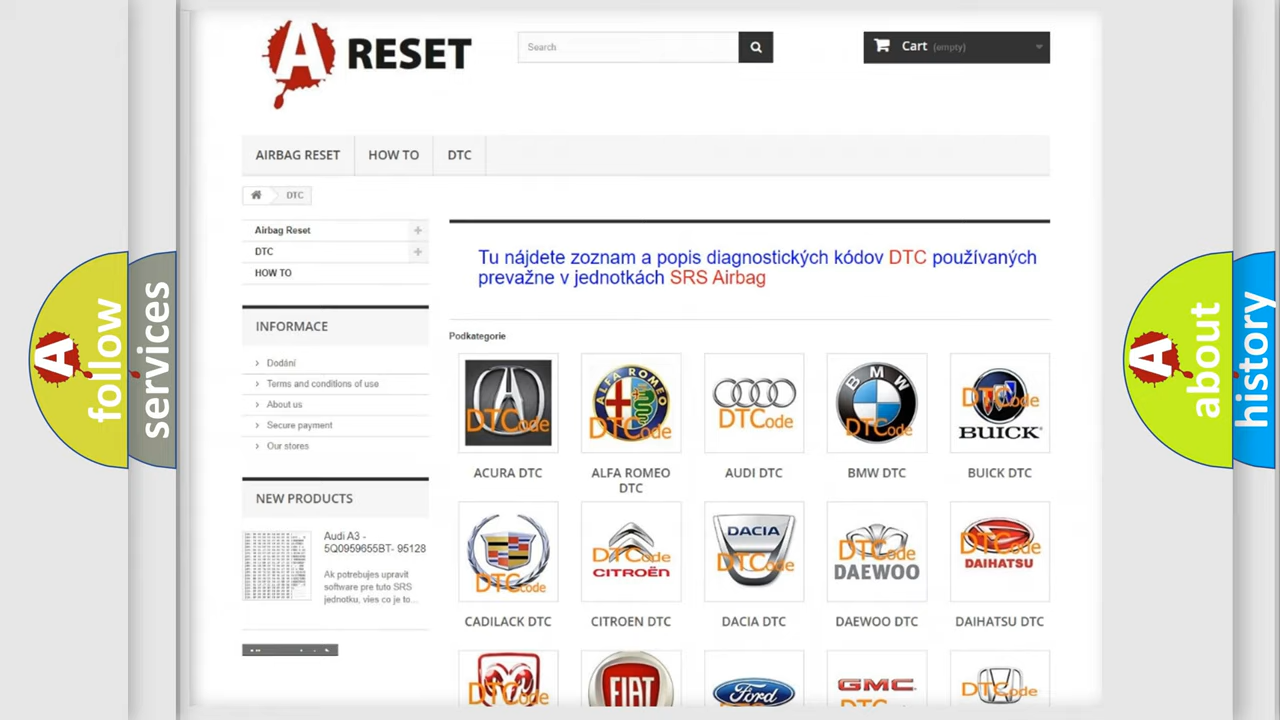 A RESET
Search
Cart (empty)
AIRBAG RESET
HOW TO
DTC
DTC
Airbag Reset
DTC
HOW TO
Tu nájdete zoznam a popis diagnostických kódov DTC používaných
prevažne v jednotkách SRS Airbag
INFORMACE
Podkategorie
Dodání
Terms and conditions of use
About us
Secure payment
Our stores
DTCode
ALFA ROMEO
DTCode
DTCode
BMW
DTCode
DTCode
BUICK
ACURA DTC
ALFA ROMEO
DTC
AUDI DTC
BMW DTC
BUICK DTC
NEW PRODUCTS
Audi A3 -
5Q0959655BT- 95128
Ak potrebujes upravit
software pre tuto SRS
jednotku, vies co je to...
DTCode
DTCode
CITROËN
DACIA
DTCode
DTCode
DAEWOO
DTCode
DAIHATSU
CADILACK DTC
CITROEN DTC
DACIA DTC
DAEWOO DTC
DAIHATSU DTC
DTCode
FIAT
Ford
GMC
DTCode
A
follow
services
A
about
history